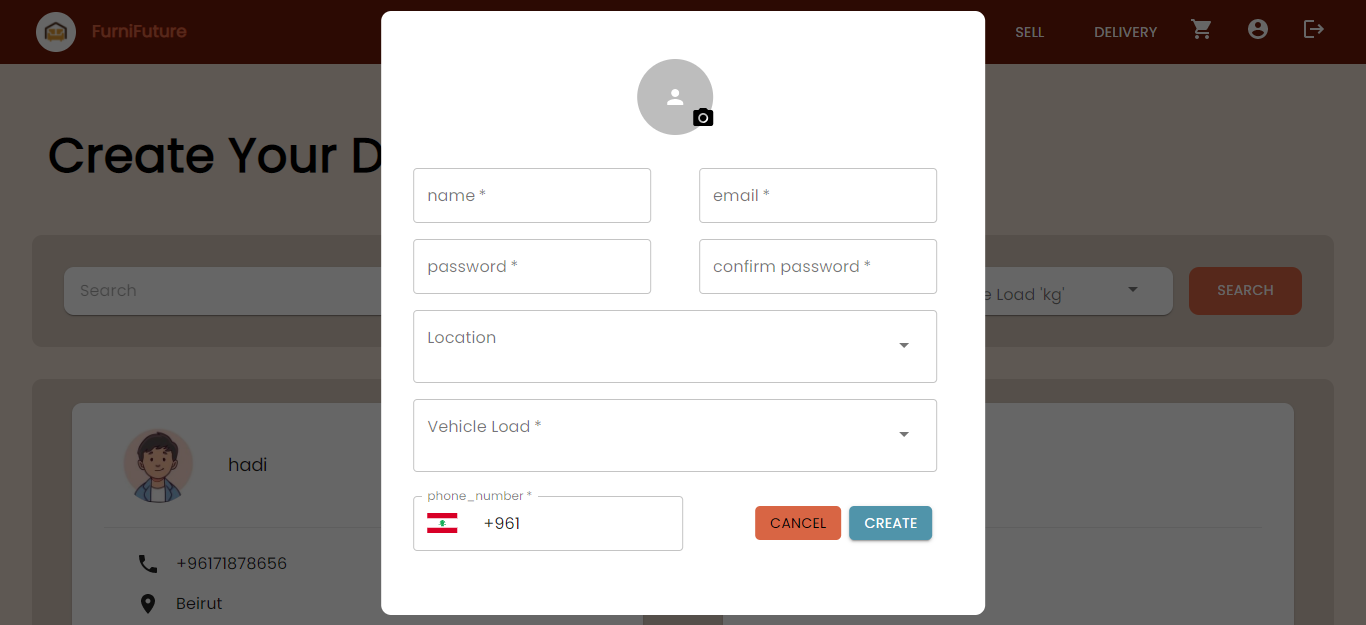 FurniFuture
SELL
DELIVERY
Create Your D
Search
e Load 'kg'
SEARCH
name *
email *
password *
confirm password *
Location
Vehicle Load *
phone_number *
+961
CANCEL
CREATE
hadi
+96171878656
Beirut